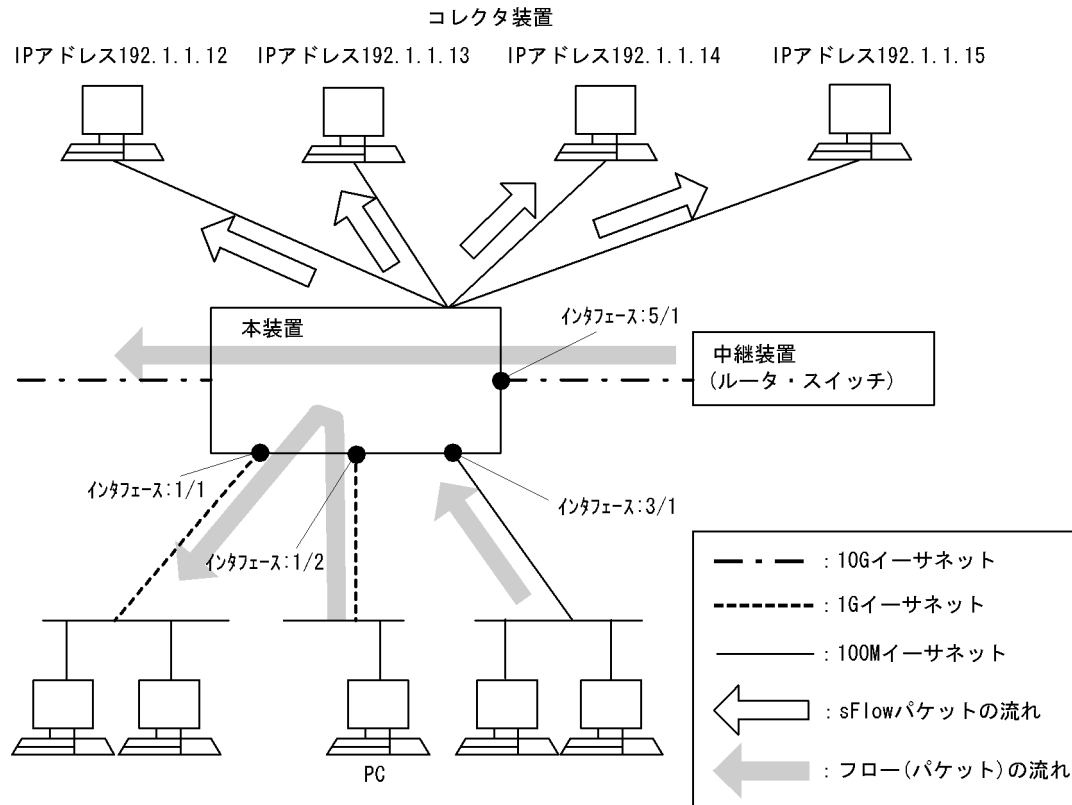 コレクタ装置
IPアドレス192.1.1.12
IPアドレス192.1.1.13
IPアドレス192.1.1.14
IPアドレス192.1.1.15
本装置
インタフェース:5/1
中継装置
(ルータ・スイッチ)
インタフェース:1/1
インタフェース:1/2
インタフェース:3/1
PC
:10Gイーサネット
:1Gイーサネット
:100Mイーサネット
:sFlowパケットの流れ
:フロー(パケット)の流れ